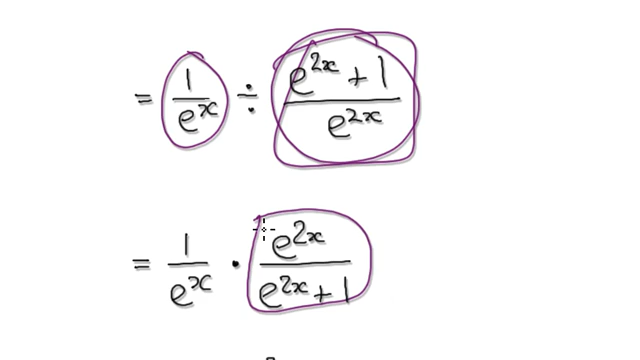 = 1/e^x ÷ (e^{2x} + 1)/e^{2x}
= 1/e^x · e^{2x}/(e^{2x} + 1)